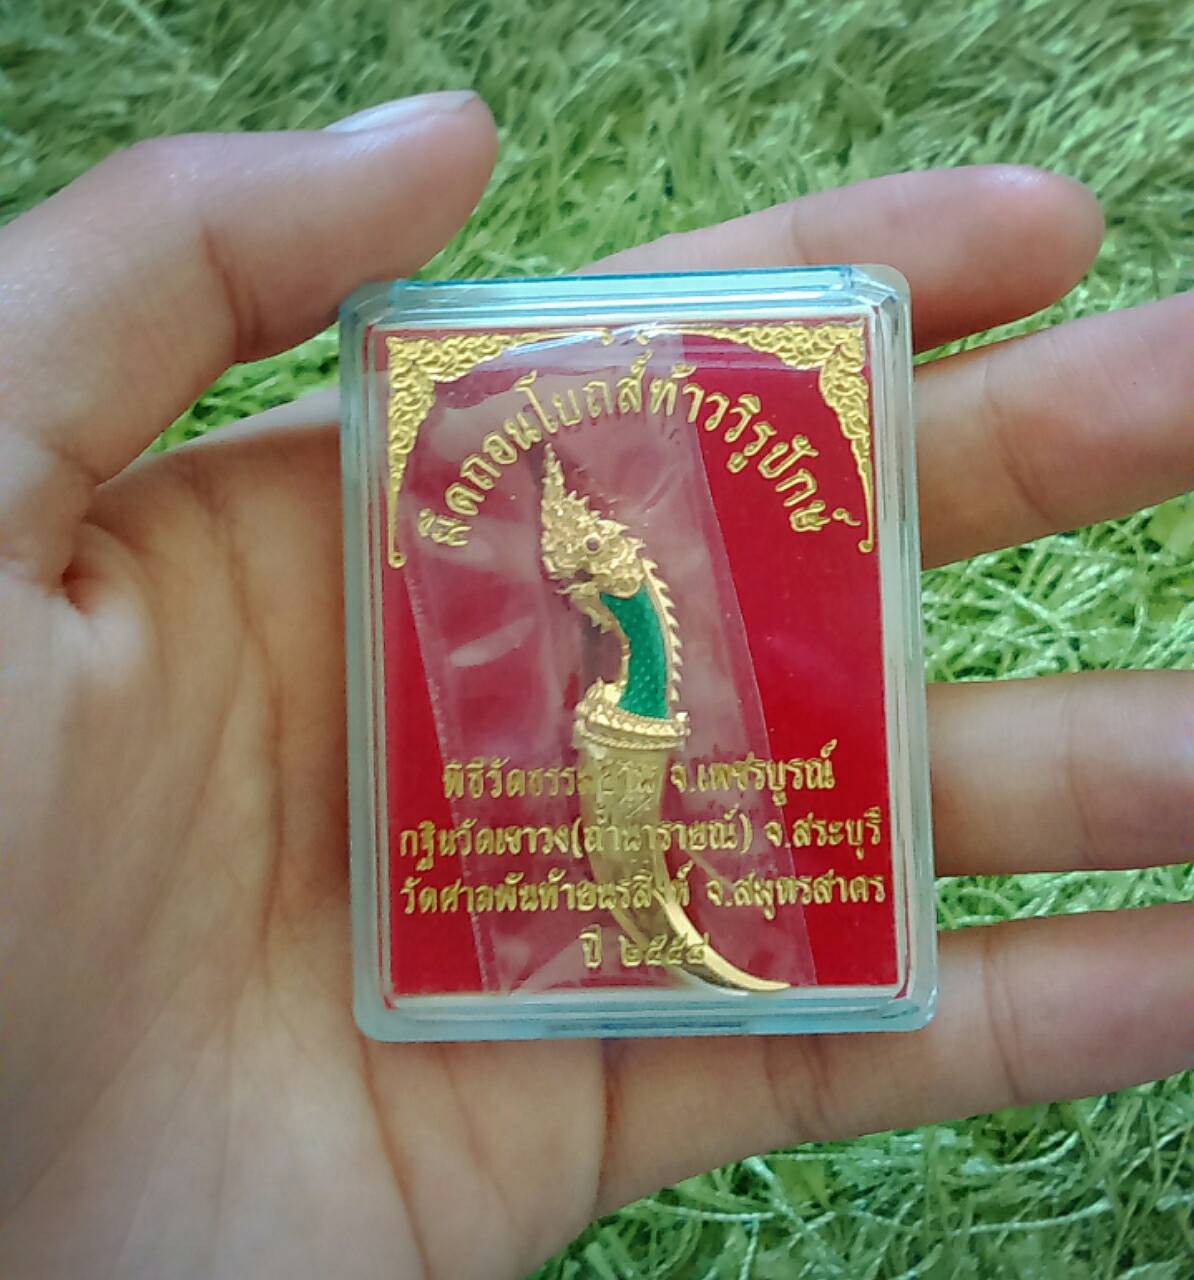 มีดถอนโบถส์ท้าววิรูปักษ์
พิธีวัดธรรมยาน จ.เพชรบูรณ์
กฐินวัดเขาวง(ถ้ำนารายณ์) จ.สระบุรี
วัดศาลพันท้ายนรสิงห์ จ.สมุทรสาคร
ปี ๒๕๕๘